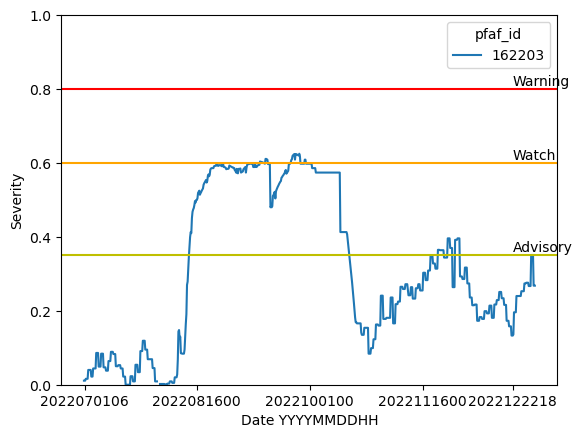 1.0
pfaf_id
162203
Warning
0.8
Watch
0.6
Severity
0.4
Advisory
0.2
0.0
2022070106 2022081600 2022100100 2022111600 2022122218
Date YYYYMMDDHH